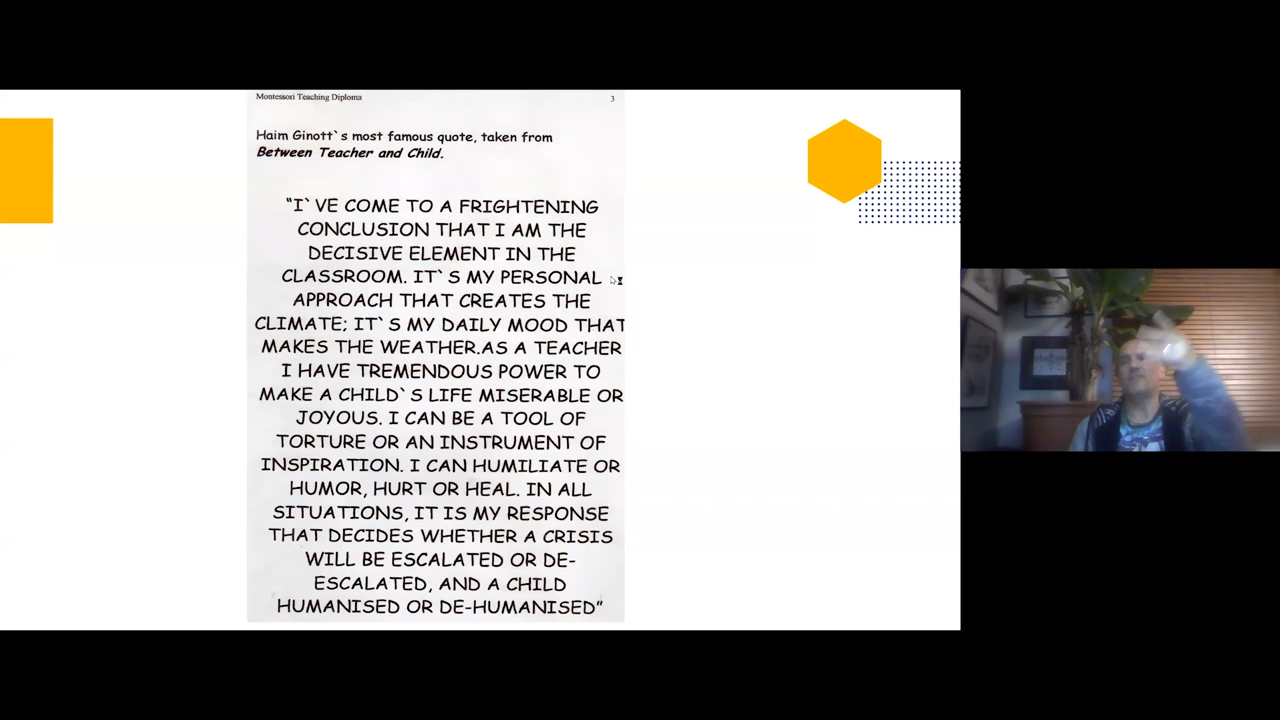 Montessori Teaching Diploma 3
Haim Ginott`s most famous quote, taken from
Between Teacher and Child.
"I`VE COME TO A FRIGHTENING
CONCLUSION THAT I AM THE
DECISIVE ELEMENT IN THE
CLASSROOM. IT`S MY PERSONAL
APPROACH THAT CREATES THE
CLIMATE; IT`S MY DAILY MOOD THAT
MAKES THE WEATHER.AS A TEACHER
I HAVE TREMENDOUS POWER TO
MAKE A CHILD`S LIFE MISERABLE OR
JOYOUS. I CAN BE A TOOL OF
TORTURE OR AN INSTRUMENT OF
INSPIRATION. I CAN HUMILIATE OR
HUMOR, HURT OR HEAL. IN ALL
SITUATIONS, IT IS MY RESPONSE
THAT DECIDES WHETHER A CRISIS
WILL BE ESCALATED OR DE-
ESCALATED, AND A CHILD
HUMANISED OR DE-HUMANISED"